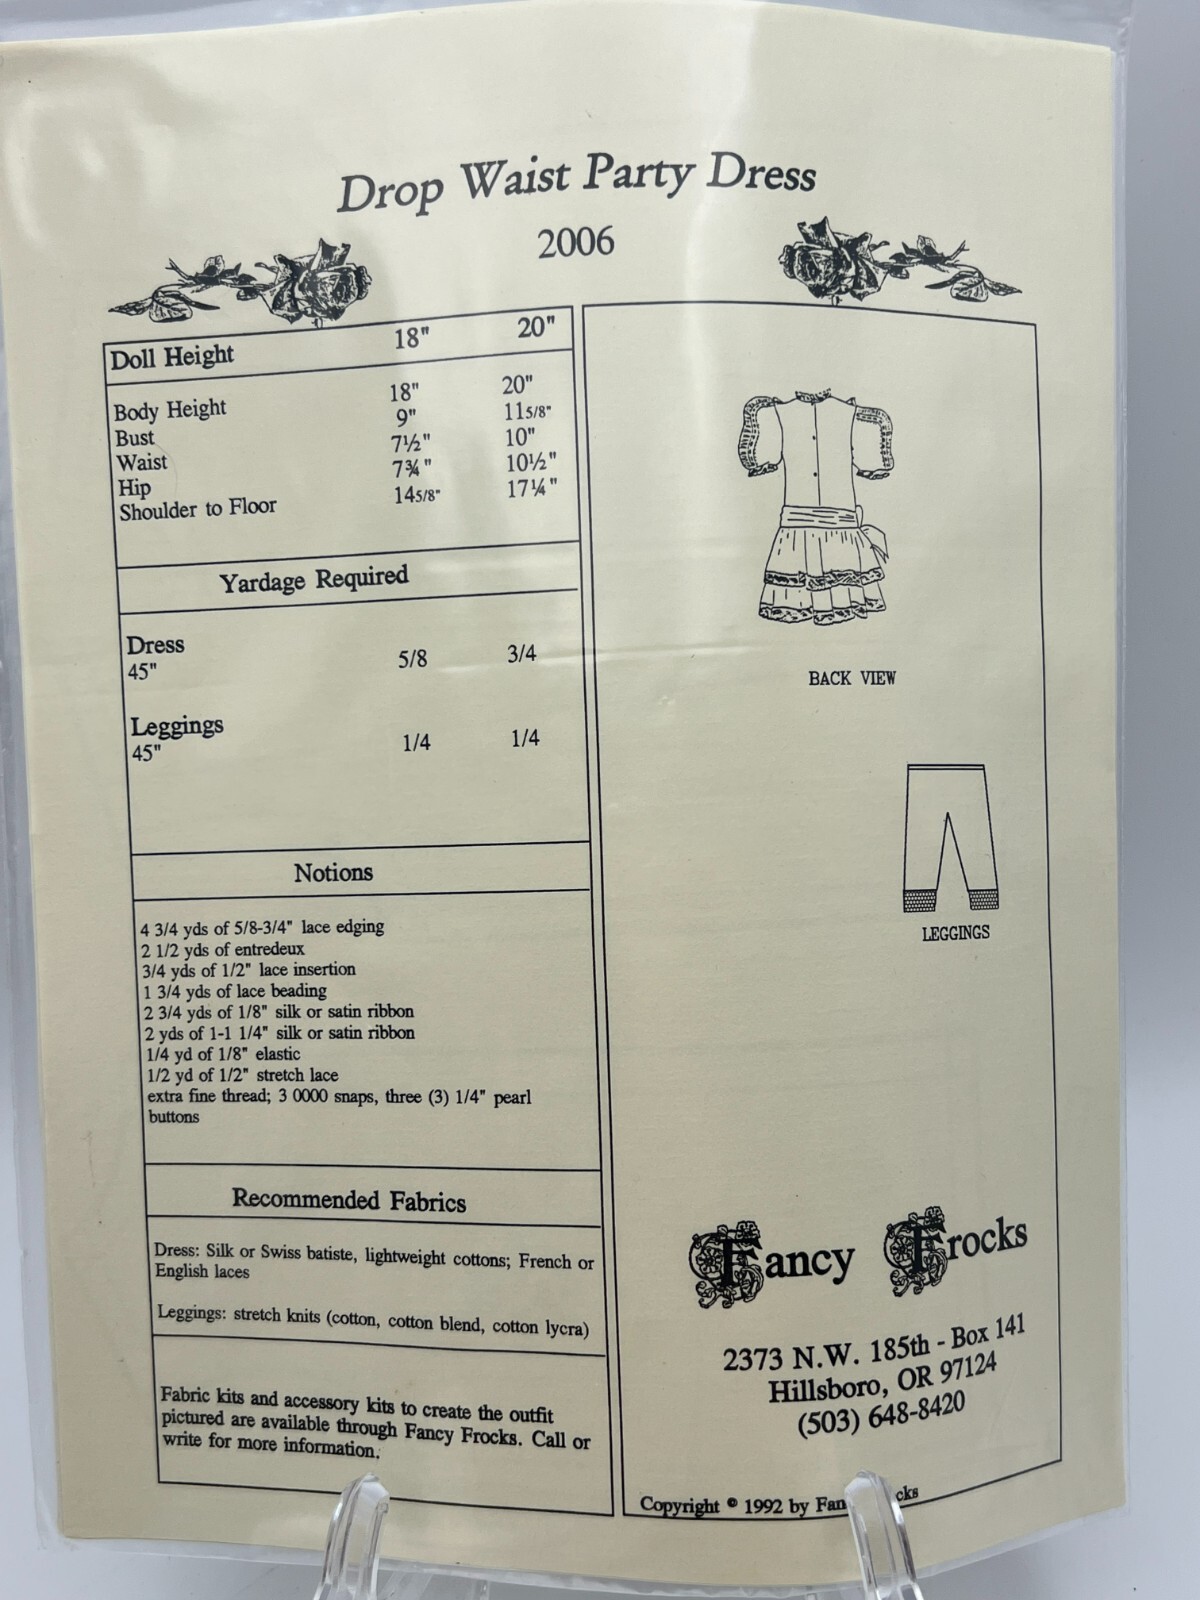 Drop Waist Party Dress
2006
Doll Height 18" 20"
Body Height 18" 20"
Bust 9" 11 5/8"
Waist 7½" 10"
Hip 7¾" 10½"
Shoulder to Floor 14 5/8" 17¼"
Yardage Required
Dress
45" 5/8 3/4
Leggings
45" 1/4 1/4
Notions
4 3/4 yds of 5/8-3/4" lace edging
2 1/2 yds of entredeux
3/4 yds of 1/2" lace insertion
1 3/4 yds of lace beading
2 3/4 yds of 1/8" silk or satin ribbon
2 yds of 1-1 1/4" silk or satin ribbon
1/4 yd of 1/8" elastic
1/2 yd of 1/2" stretch lace
extra fine thread; 3 0000 snaps, three (3) 1/4" pearl
buttons
Recommended Fabrics
Dress: Silk or Swiss batiste, lightweight cottons; French or
English laces
Leggings: stretch knits (cotton, cotton blend, cotton lycra)
Fabric kits and accessory kits to create the outfit
pictured are available through Fancy Frocks. Call or
write for more information.
BACK VIEW
LEGGINGS
Fancy Frocks
2373 N.W. 185th - Box 141
Hillsboro, OR 97124
(503) 648-8420
Copyright © 1992 by Fan cks